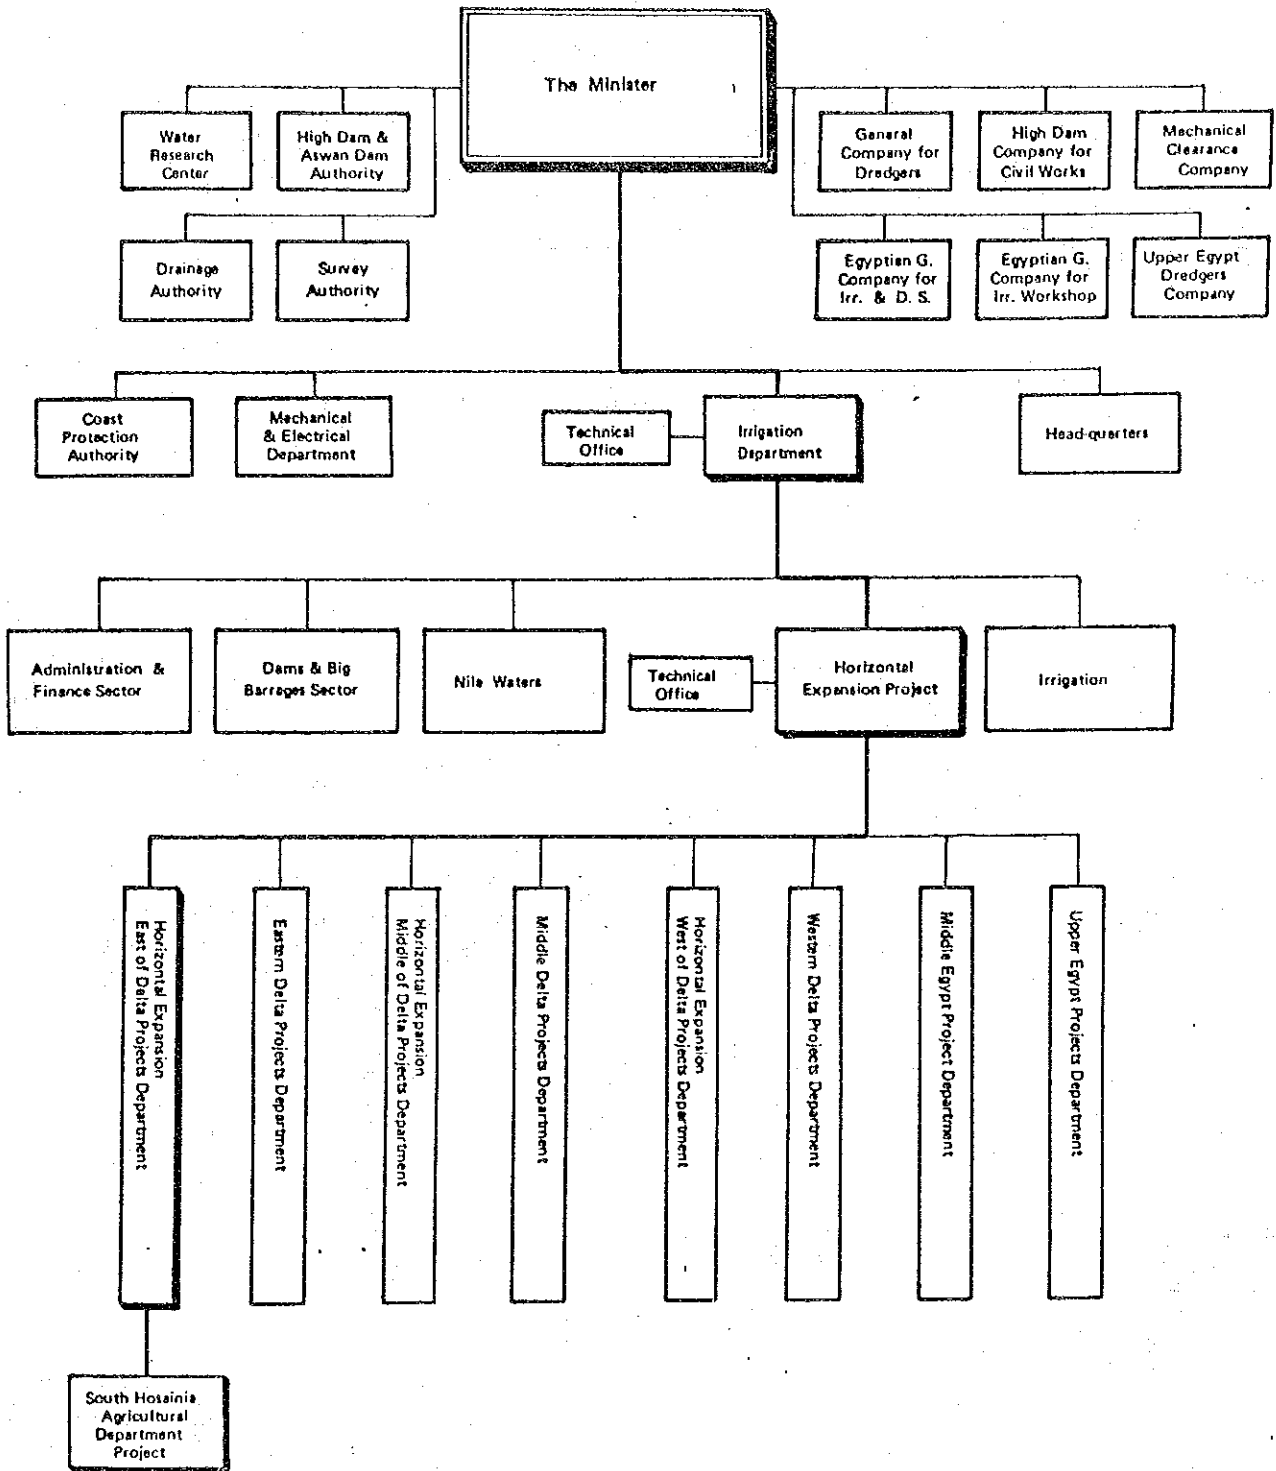 The Minister
Water
Research
Center
High Dam &
Aswan Dam
Authority
General
Company for
Dredgers
High Dam
Company for
Civil Works
Mechanical
Clearance
Company
Drainage
Authority
Survey
Authority
Egyptian G.
Company for
Irr. & D. S.
Egyptian G.
Company for
Irr. Workshop
Upper Egypt
Dredgers
Company
Coast
Protection
Authority
Mechanical
& Electrical
Department
Technical
Office
Irrigation
Department
Head-quarters
Administration &
Finance Sector
Dams & Big
Barrages Sector
Nile Waters
Technical
Office
Horizontal
Expansion Project
Irrigation
Horizontal Expansion
East of Delta Projects Department
Eastern Delta Projects Department
Horizontal Expansion
Middle of Delta Projects Department
Middle Delta Projects Department
Horizontal Expansion
West of Delta Projects Department
Western Delta Projects Department
Middle Egypt Project Department
Upper Egypt Projects Department
South Hosainia
Agricultural
Department
Project